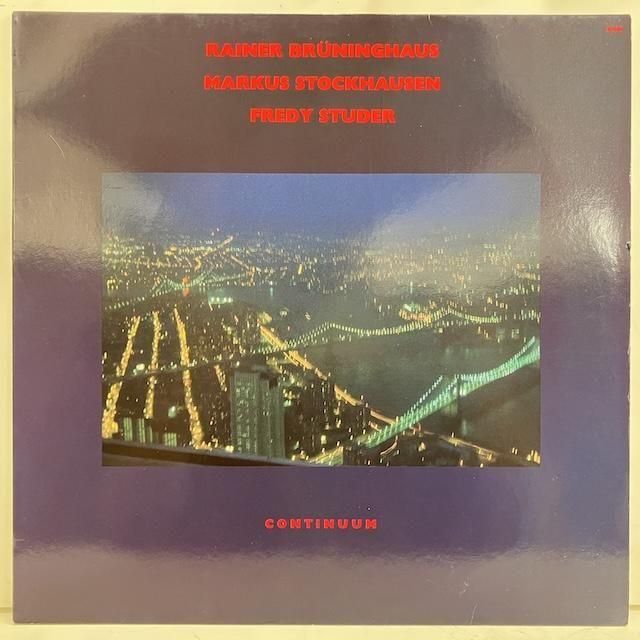 RAINER BRÜNINGHAUS
MARKUS STOCKHAUSEN
FREDY STUDER
CONTINUUM